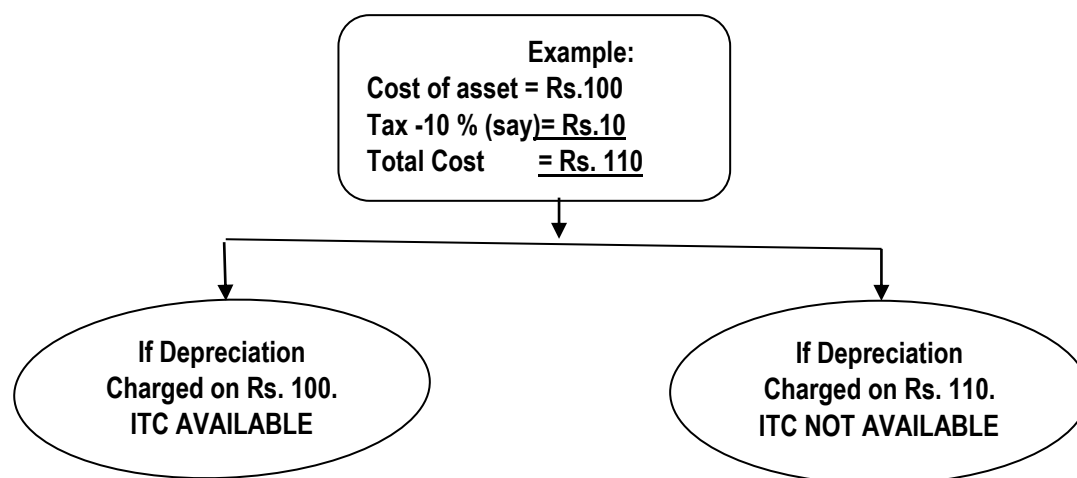 Example:
Cost of asset = Rs.100
Tax -10 % (say)= Rs.10
Total Cost = Rs. 110
If Depreciation
Charged on Rs. 100.
ITC AVAILABLE
If Depreciation
Charged on Rs. 110.
ITC NOT AVAILABLE